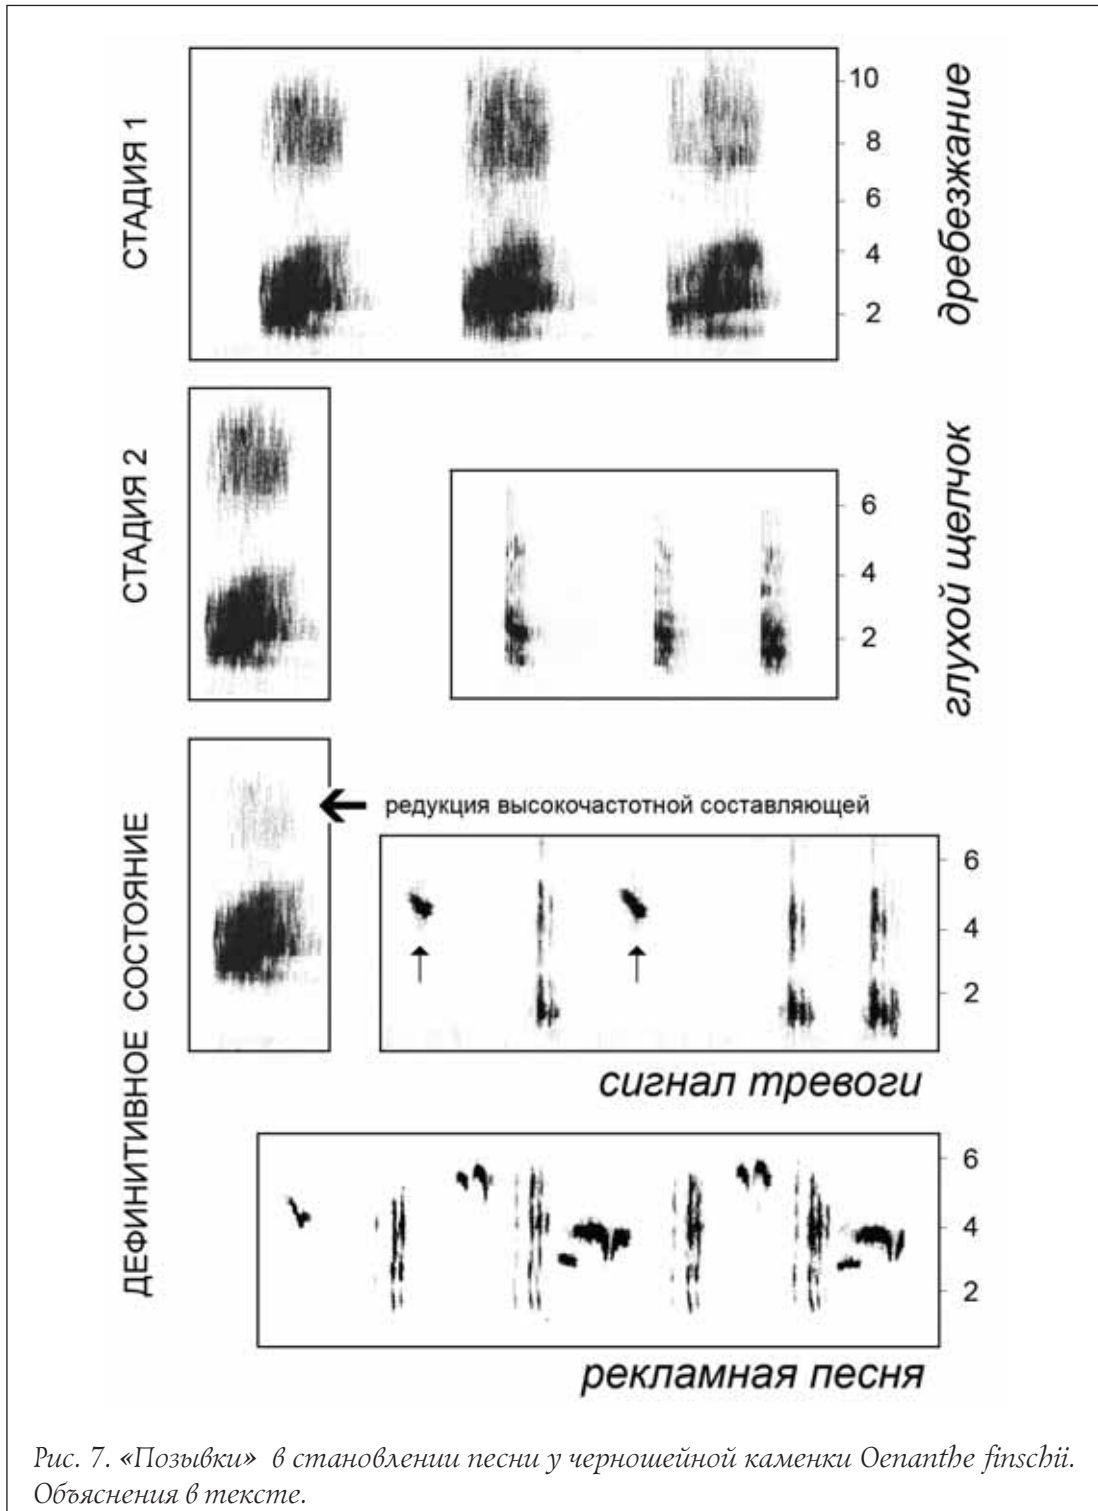 СТАДИЯ 1
10
8
6
4
2
дребезжание
СТАДИЯ 2
6
4
2
глухой щелчок
ДЕФИНИТИВНОЕ СОСТОЯНИЕ
редукция высокочастотной составляющей
6
4
2
сигнал тревоги
6
4
2
рекламная песня
Рис. 7. «Позывки» в становлении песни у черношейной каменки Oenanthe finschii.
Объяснения в тексте.